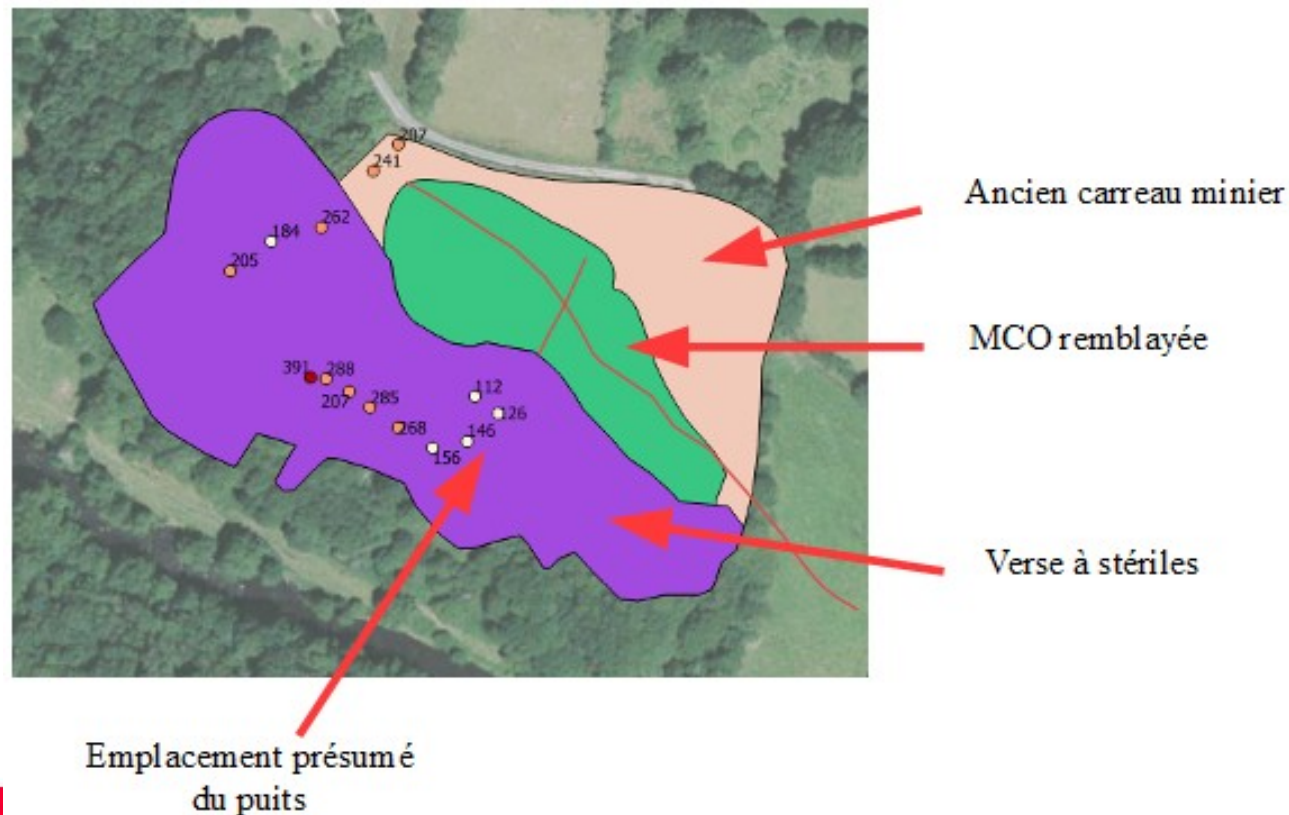 207
241
262
184
205
391
288
207
285
268
156
146
112
126
Ancien carreau minier
MCO remblayée
Verse à stériles
Emplacement présumé
du puits